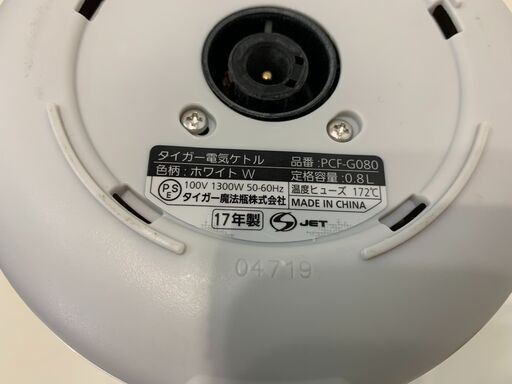 タイガー電気ケトル 品番:PCF-G080
色柄:ホワイト W 定格容量:0.8L
PSE 100V 1300W 50-60Hz 温度ヒューズ 172℃
タイガー魔法瓶株式会社 MADE IN CHINA
17年製 S JET
04719